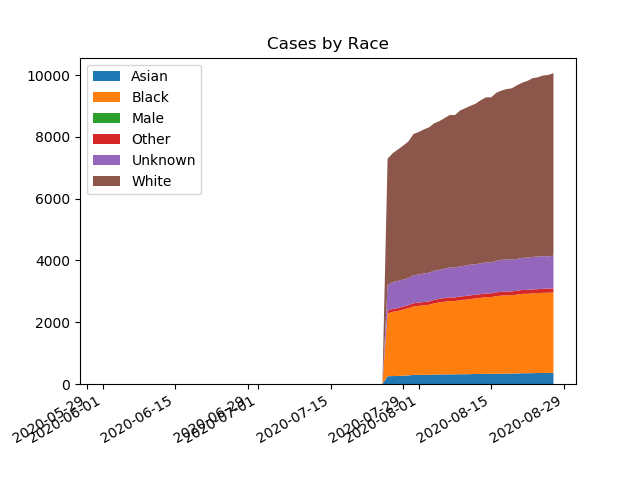 Cases by Race
10000
8000
6000
4000
2000
0
Asian
Black
Male
Other
Unknown
White
2020-05-29
2020-06-01
2020-06-15
2020-06-29
2020-07-01
2020-07-15
2020-07-29
2020-08-01
2020-08-15
2020-08-29